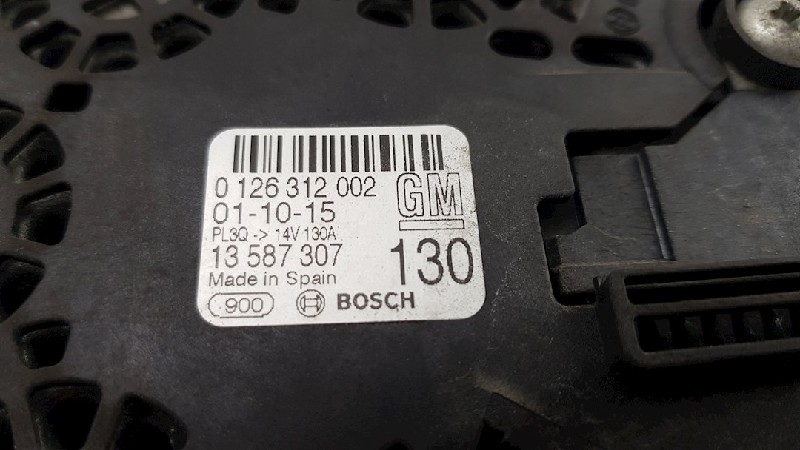 0 126 312 002
01-10-15
GM
PL3Q -> 14V 130A
13 587 307
130
Made in Spain
900
BOSCH